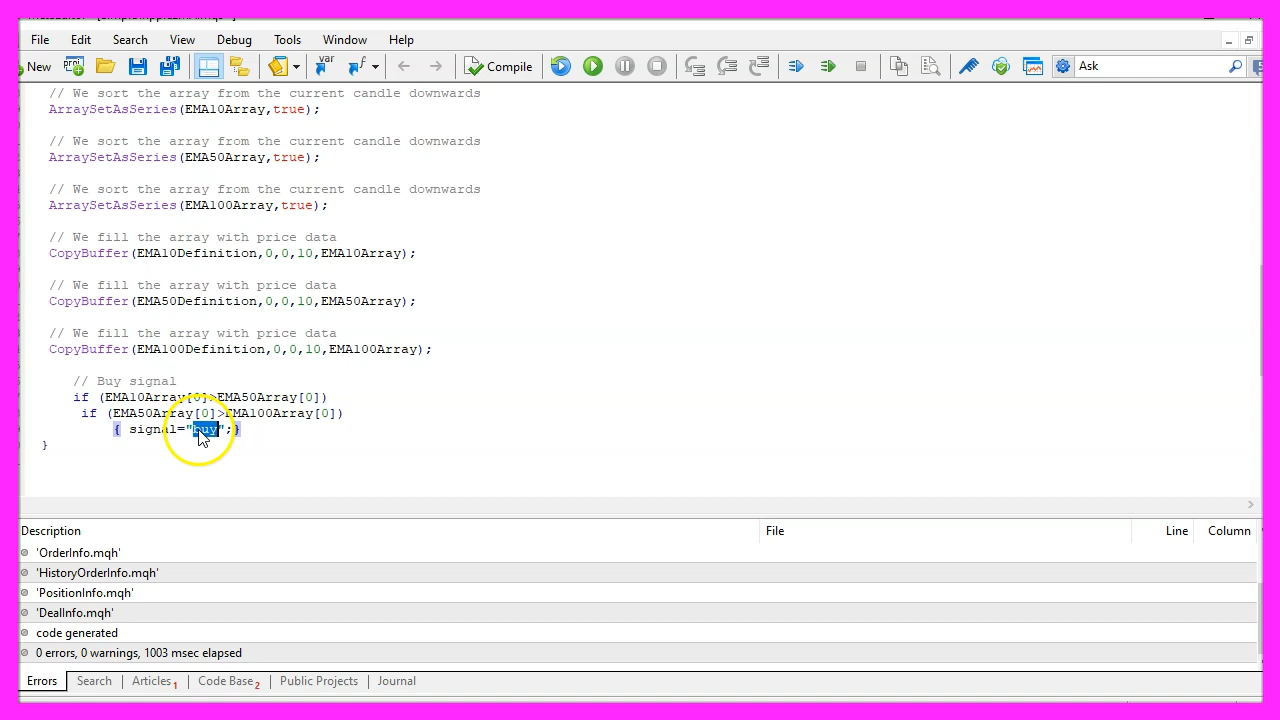 File Edit Search View Debug Tools Window Help
New Compile Ask
// We sort the array from the current candle downwards
ArraySetAsSeries(EMA10Array,true);
// We sort the array from the current candle downwards
ArraySetAsSeries(EMA50Array,true);
// We sort the array from the current candle downwards
ArraySetAsSeries(EMA100Array,true);
// We fill the array with price data
CopyBuffer(EMA10Definition,0,0,10,EMA10Array);
// We fill the array with price data
CopyBuffer(EMA50Definition,0,0,10,EMA50Array);
// We fill the array with price data
CopyBuffer(EMA100Definition,0,0,10,EMA100Array);
// Buy signal
if (EMA10Array[0]>EMA50Array[0])
if (EMA50Array[0]>EMA100Array[0])
{ signal="buy";}
}
Description File Line Column
'OrderInfo.mqh'
'HistoryOrderInfo.mqh'
'PositionInfo.mqh'
'DealInfo.mqh'
code generated
0 errors, 0 warnings, 1003 msec elapsed
Errors Search Articles 1 Code Base 2 Public Projects Journal